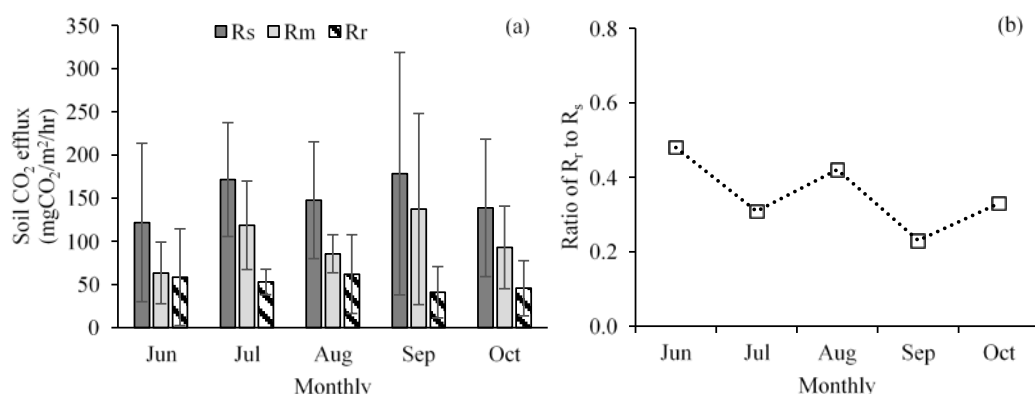 (a)
Rs Rm Rr
350
300
250
200
150
100
50
0
Soil CO2 efflux
(mgCO2/m2/hr)
Jun Jul Aug Sep Oct
Monthly
(b)
0.8
0.6
0.4
0.2
0.0
Ratio of Rr to Rs
Jun Jul Aug Sep Oct
Monthly